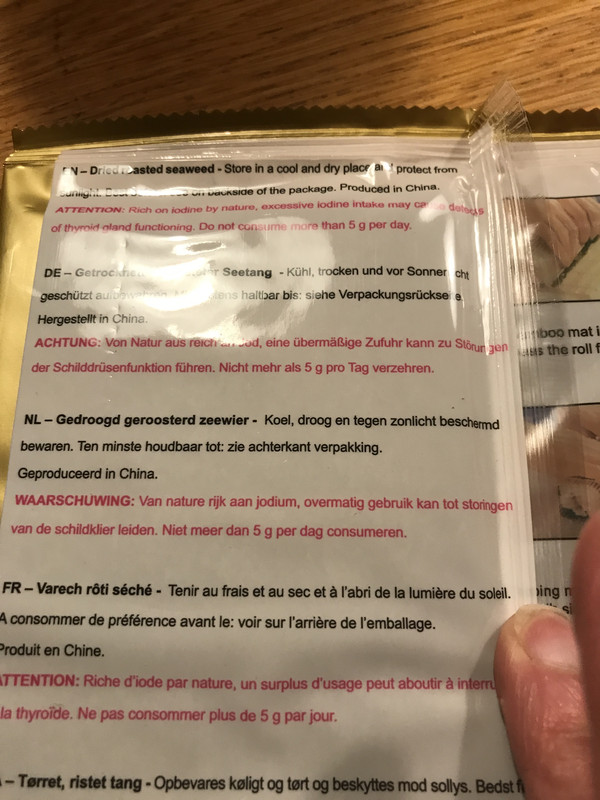 – Dried roasted seaweed - Store in a cool and dry place and protect from
sunlight. on backside of the package. Produced in China.
ATTENTION: Rich on iodine by nature, excessive iodine intake may cause defects
of thyroid gland functioning. Do not consume more than 5 g per day.
DE – Seetang - Kühl, trocken und vor
geschützt haltbar bis: siehe Verpackungsrückseite
Hergestellt in China.
ACHTUNG: Von Natur aus reich an Jod, eine übermäßige Zufuhr kann zu Störungen
der Schilddrüsenfunktion führen. Nicht mehr als 5 g pro Tag verzehren.
NL – Gedroogd geroosterd zeewier - Koel, droog en tegen zonlicht beschermd
bewaren. Ten minste houdbaar tot: zie achterkant verpakking.
Geproduceerd in China.
WAARSCHUWING: Van nature rijk aan jodium, overmatig gebruik kan tot storingen
van de schildklier leiden. Niet meer dan 5 g per dag consumeren.
FR – Varech rôti séché - Tenir au frais et au sec et à l'abri de la lumière du soleil.
A consommer de préférence avant le: voir sur l'arrière de l'emballage.
Produit en Chine.
ATTENTION: Riche d'iode par nature, un surplus d'usage peut aboutir à interru
la thyroïde. Ne pas consommer plus de 5 g par jour.
– Tørret, ristet tang - Opbevares køligt og tørt og beskyttes mod sollys. Bedst f
mboo mat i
the roll f
ping n